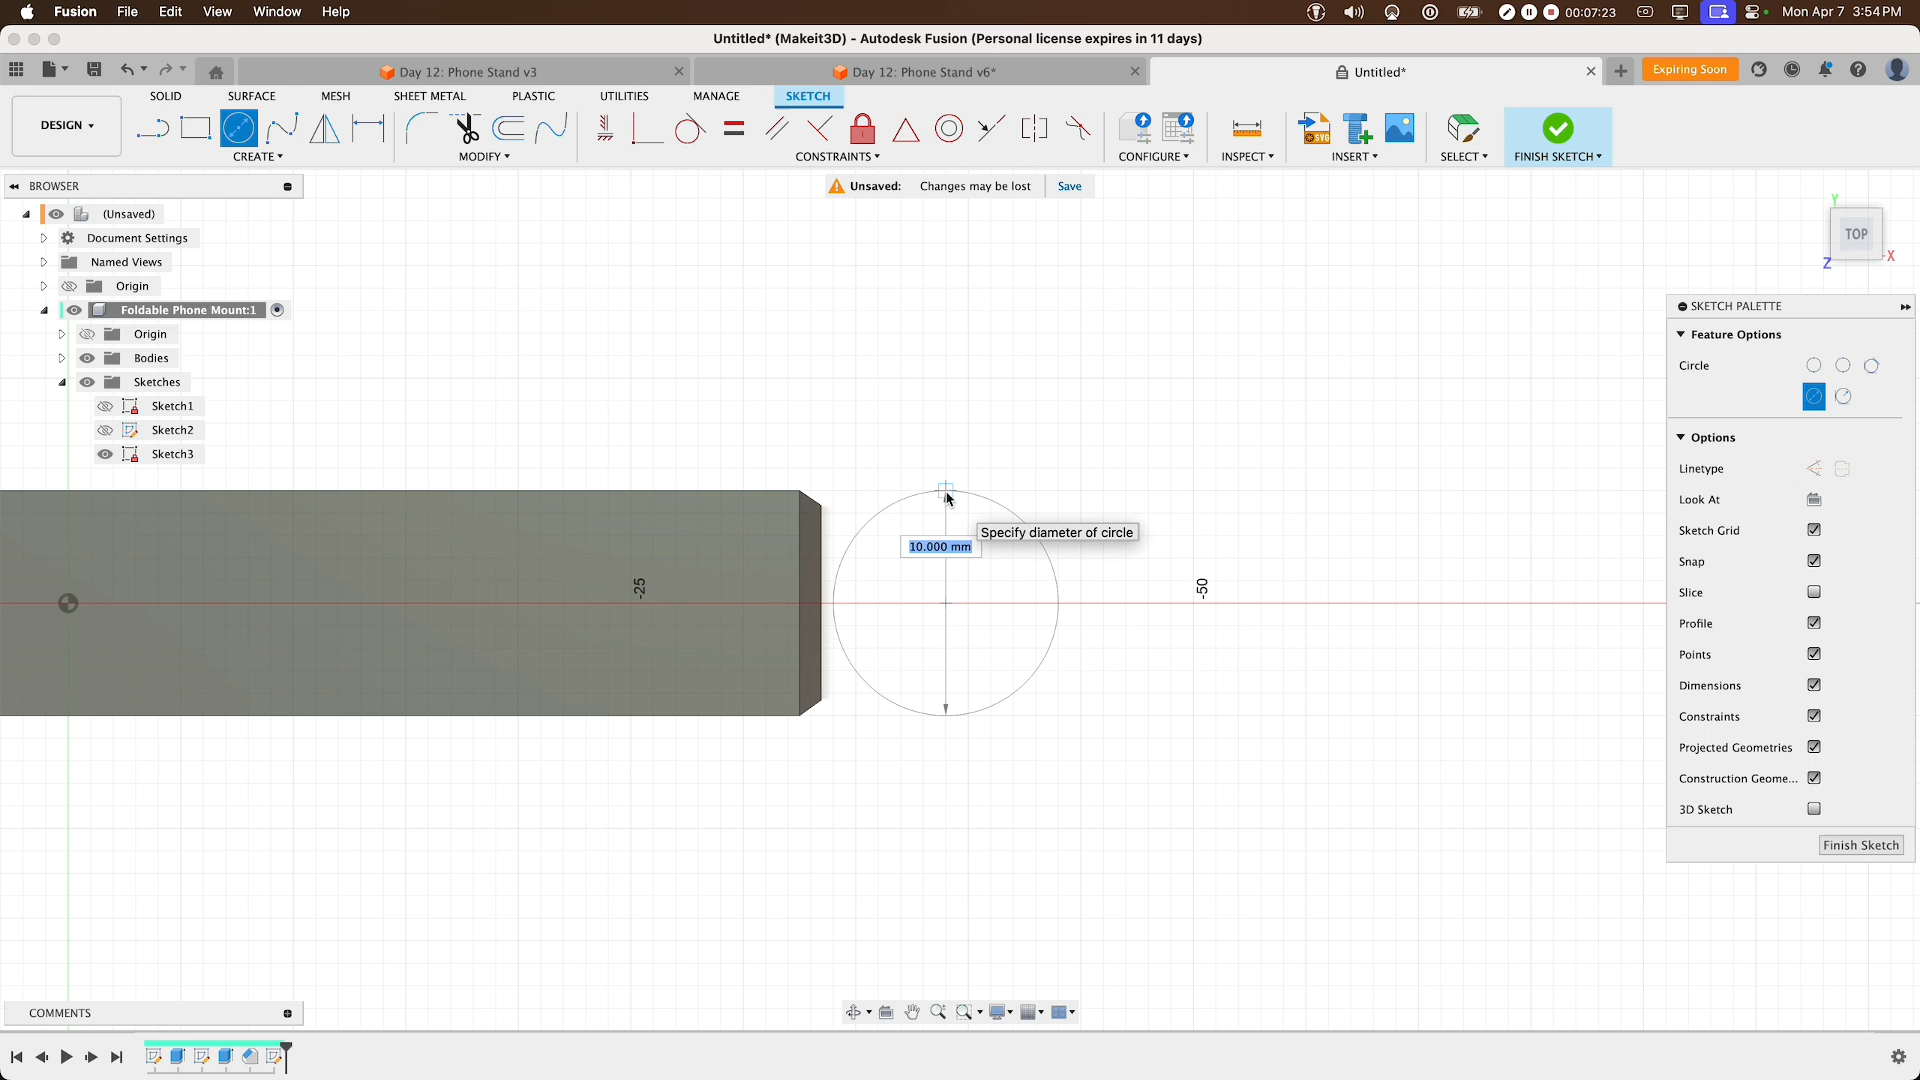 Fusion File Edit View Window Help 00:07:23 Mon Apr 7 3:54 PM
Untitled* (Makeit3D) - Autodesk Fusion (Personal license expires in 11 days)
Day 12: Phone Stand v3
Day 12: Phone Stand v6*
Untitled*
Expiring Soon
SOLID SURFACE MESH SHEET METAL PLASTIC UTILITIES MANAGE SKETCH
DESIGN
SVG
CREATE MODIFY CONSTRAINTS CONFIGURE INSPECT INSERT SELECT FINISH SKETCH
BROWSER
Unsaved: Changes may be lost Save
(Unsaved)
Document Settings
Named Views
Origin
Foldable Phone Mount:1
Origin
Bodies
Sketches
Sketch1
Sketch2
Sketch3
Y
TOP
X
Z
SKETCH PALETTE
Feature Options
Circle
Options
Linetype
Look At
Sketch Grid
Snap
Slice
Profile
Points
Dimensions
Constraints
Projected Geometries
Construction Geome...
3D Sketch
Finish Sketch
Specify diameter of circle
10.000 mm
-25
-50
COMMENTS